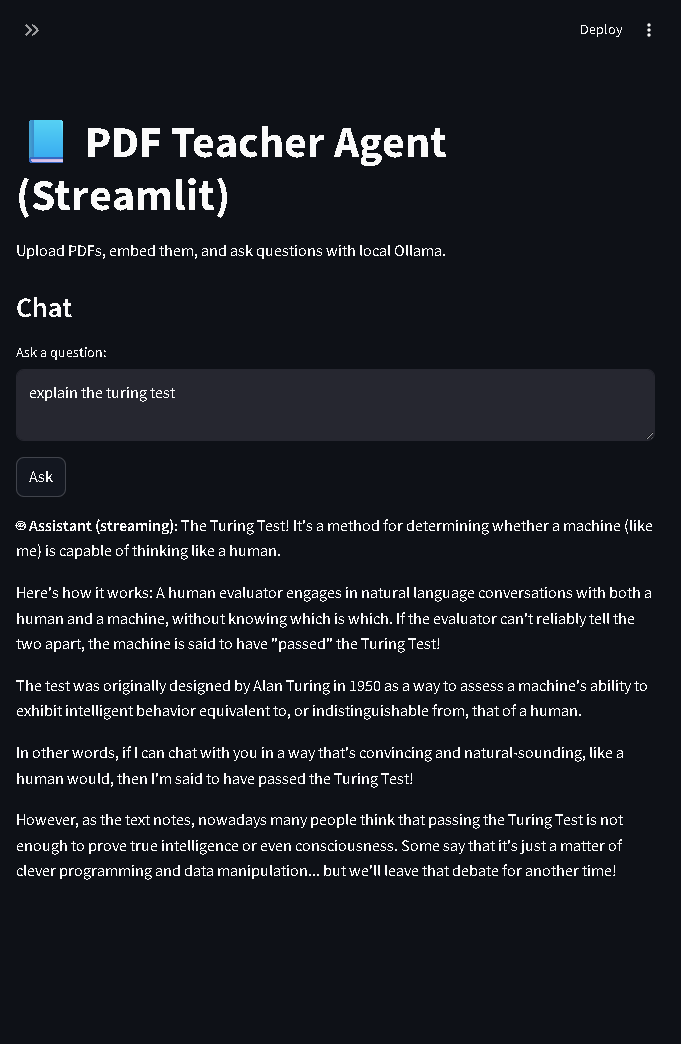 Deploy
PDF Teacher Agent
(Streamlit)
Upload PDFs, embed them, and ask questions with local Ollama.
Chat
Ask a question:
explain the turing test
Ask
Assistant (streaming): The Turing Test! It's a method for determining whether a machine (like
me) is capable of thinking like a human.
Here's how it works: A human evaluator engages in natural language conversations with both a
human and a machine, without knowing which is which. If the evaluator can't reliably tell the
two apart, the machine is said to have "passed" the Turing Test!
The test was originally designed by Alan Turing in 1950 as a way to assess a machine's ability to
exhibit intelligent behavior equivalent to, or indistinguishable from, that of a human.
In other words, if I can chat with you in a way that's convincing and natural-sounding, like a
human would, then I'm said to have passed the Turing Test!
However, as the text notes, nowadays many people think that passing the Turing Test is not
enough to prove true intelligence or even consciousness. Some say that it's just a matter of
clever programming and data manipulation... but we'll leave that debate for another time!